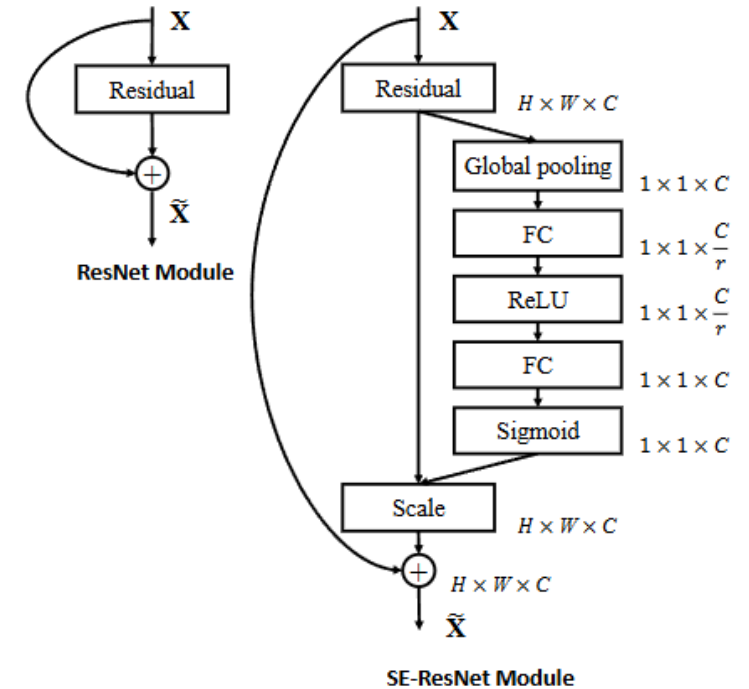 X
Residual
+
X̃
ResNet Module
X
Residual
H × W × C
Global pooling
1 × 1 × C
FC
1 × 1 × C/r
ReLU
1 × 1 × C/r
FC
1 × 1 × C
Sigmoid
1 × 1 × C
Scale
H × W × C
+
H × W × C
X̃
SE-ResNet Module